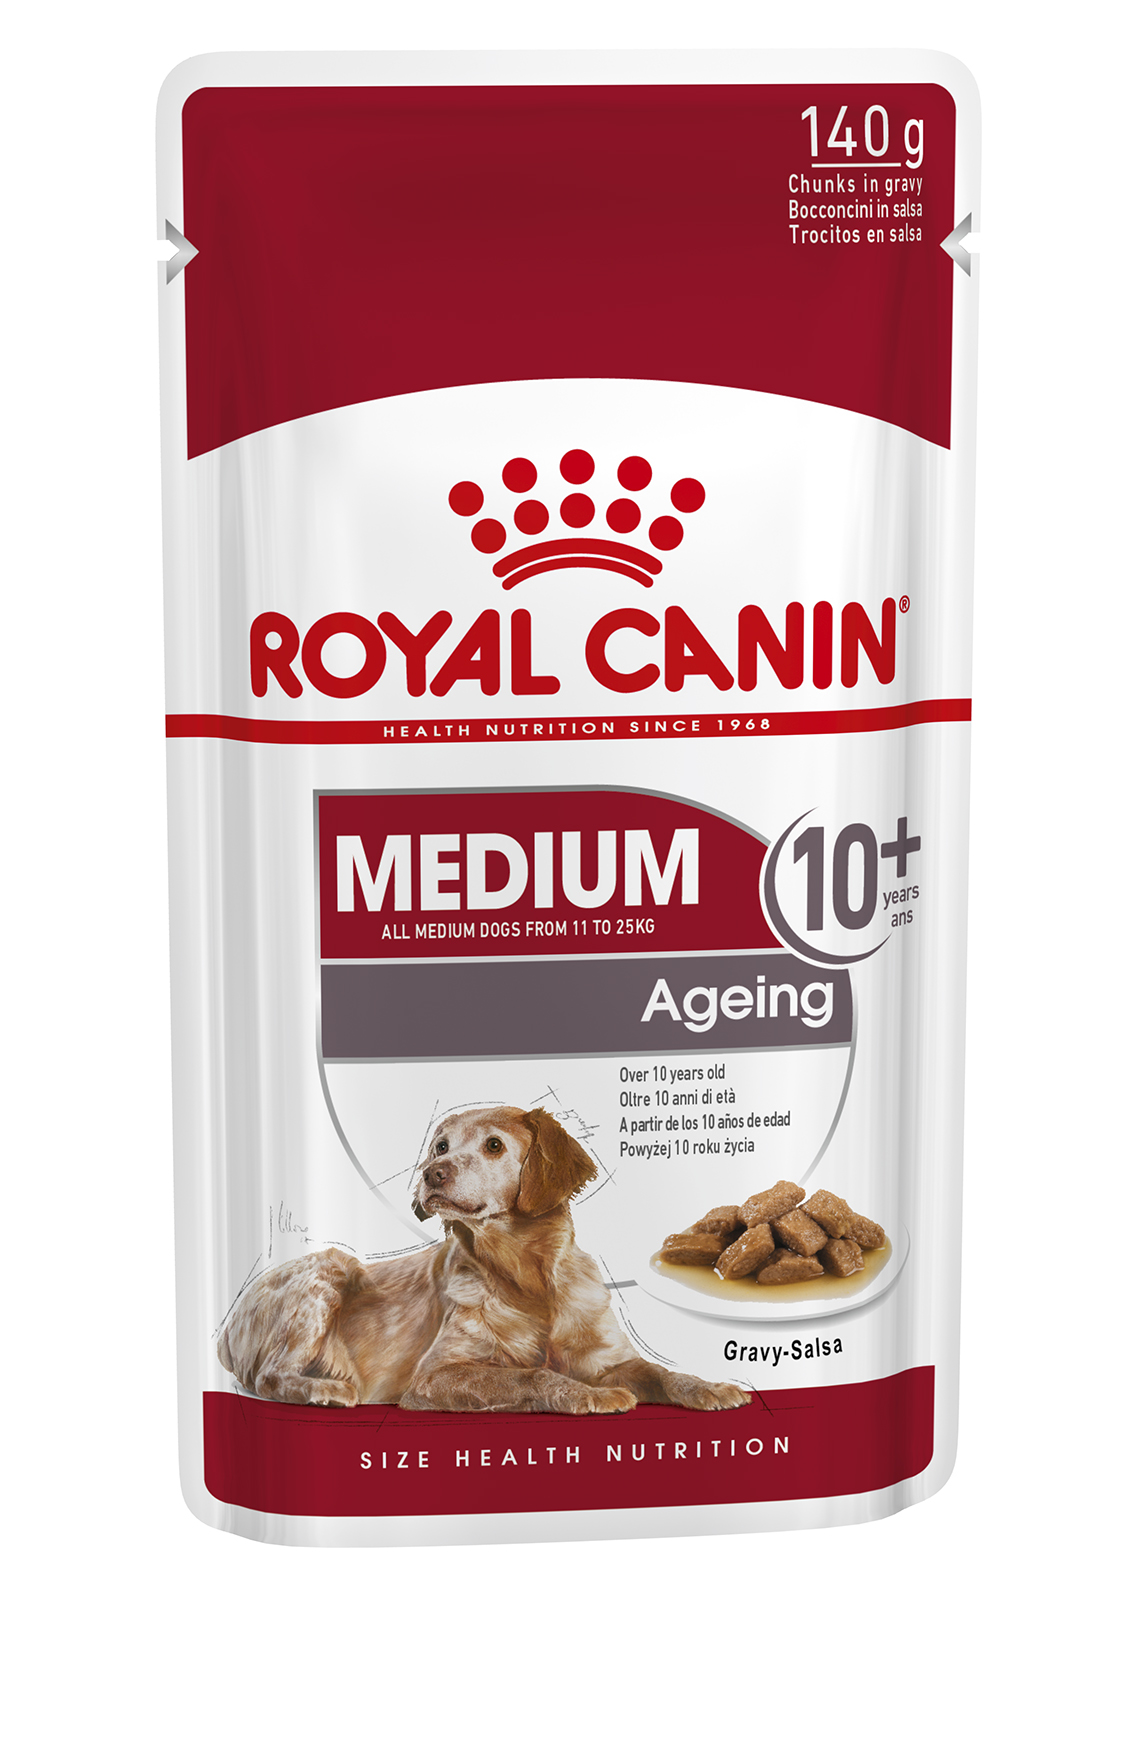 140 g
Chunks in gravy
Bocconcini in salsa
Trocitos en salsa
ROYAL CANIN®
HEALTH NUTRITION SINCE 1968
MEDIUM
ALL MEDIUM DOGS FROM 11 TO 25KG
10+
years
ans
Ageing
Over 10 years old
Oltre 10 anni di età
A partir de los 10 años de edad
Powyżej 10 roku życia
Gravy-Salsa
SIZE HEALTH NUTRITION